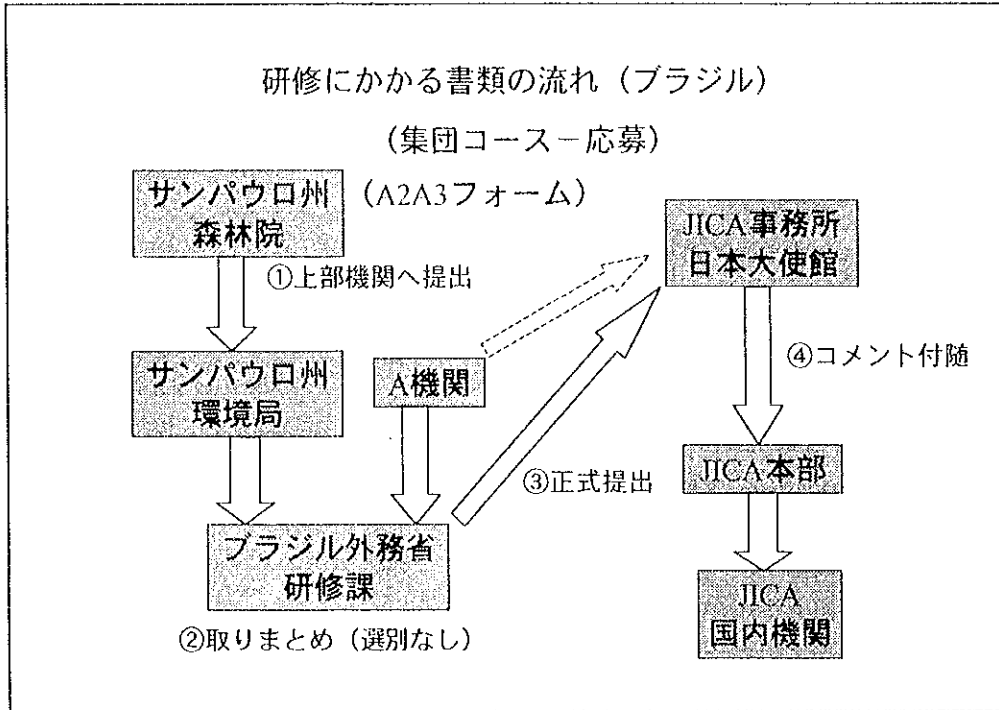 研修にかかる書類の流れ（ブラジル）
（集団コースー応募）
サンパウロ州
森林院
（A2A3フォーム）
①上部機関へ提出
サンパウロ州
環境局
A機関
ブラジル外務省
研修課
②取りまとめ（選別なし）
③正式提出
JICA事務所
日本大使館
④コメント付随
JICA本部
JICA
国内機関